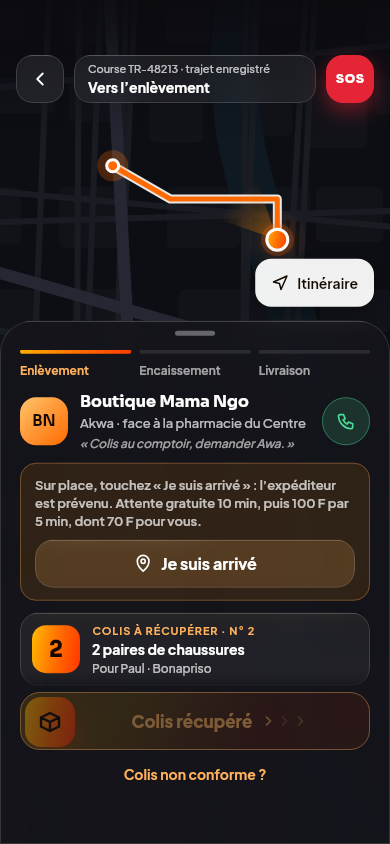 Course TR-48213 · trajet enregistré
Vers l’enlèvement
SOS
Itinéraire
Enlèvement
Encaissement
Livraison
BN
Boutique Mama Ngo
Akwa · face à la pharmacie du Centre
« Colis au comptoir, demander Awa. »
Sur place, touchez « Je suis arrivé » : l’expéditeur
est prévenu. Attente gratuite 10 min, puis 100 F par
5 min, dont 70 F pour vous.
Je suis arrivé
2
COLIS À RÉCUPÉRER · N° 2
2 paires de chaussures
Pour Paul · Bonapriso
Colis récupéré
Colis non conforme ?